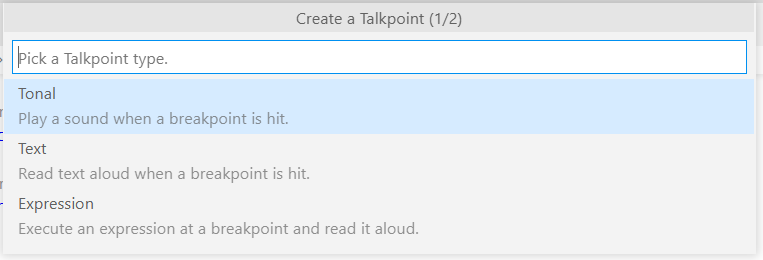 Create a Talkpoint (1/2)
Pick a Talkpoint type.
Tonal
Play a sound when a breakpoint is hit.
Text
Read text aloud when a breakpoint is hit.
Expression
Execute an expression at a breakpoint and read it aloud.